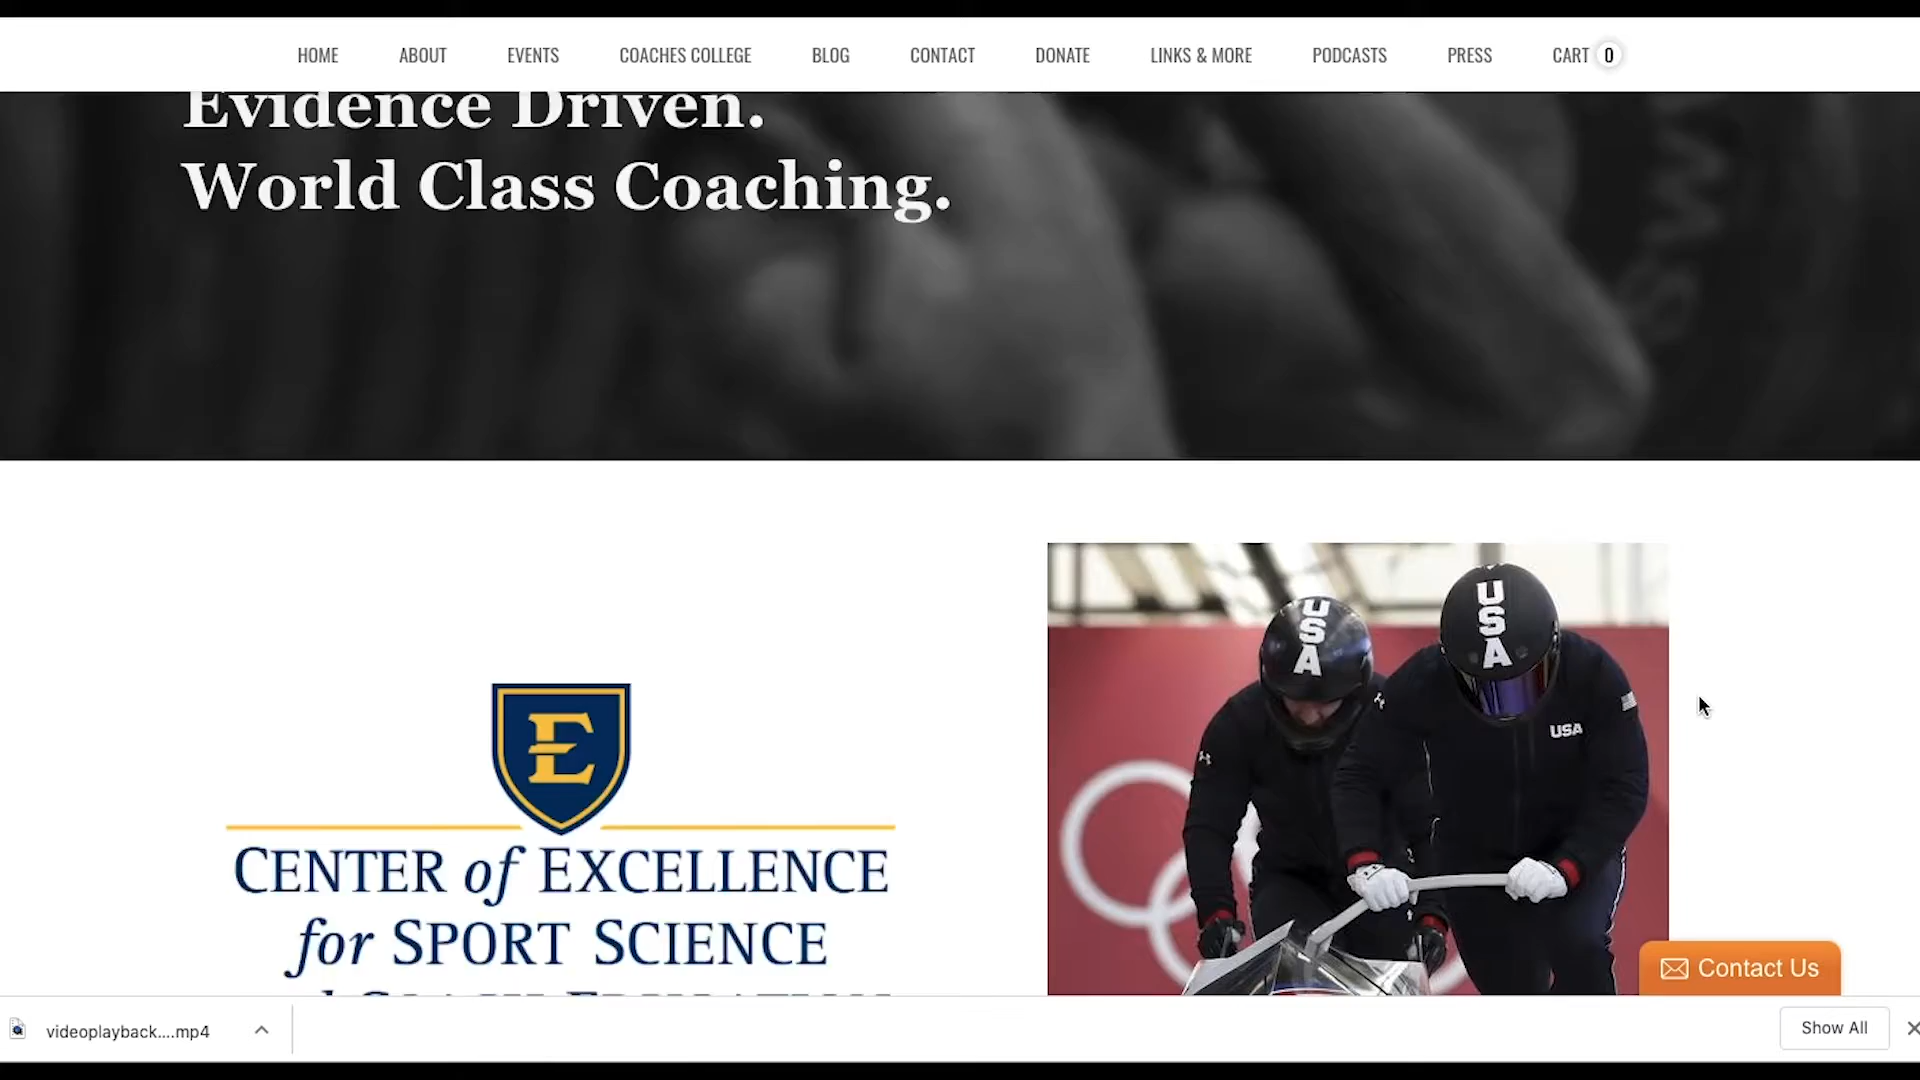 HOME ABOUT EVENTS COACHES COLLEGE BLOG CONTACT DONATE LINKS & MORE PODCASTS PRESS CART 0
Evidence Driven.
World Class Coaching.
E
USA
USA
USA
CENTER of EXCELLENCE
for SPORT SCIENCE
Contact Us
videoplayback....mp4
Show All